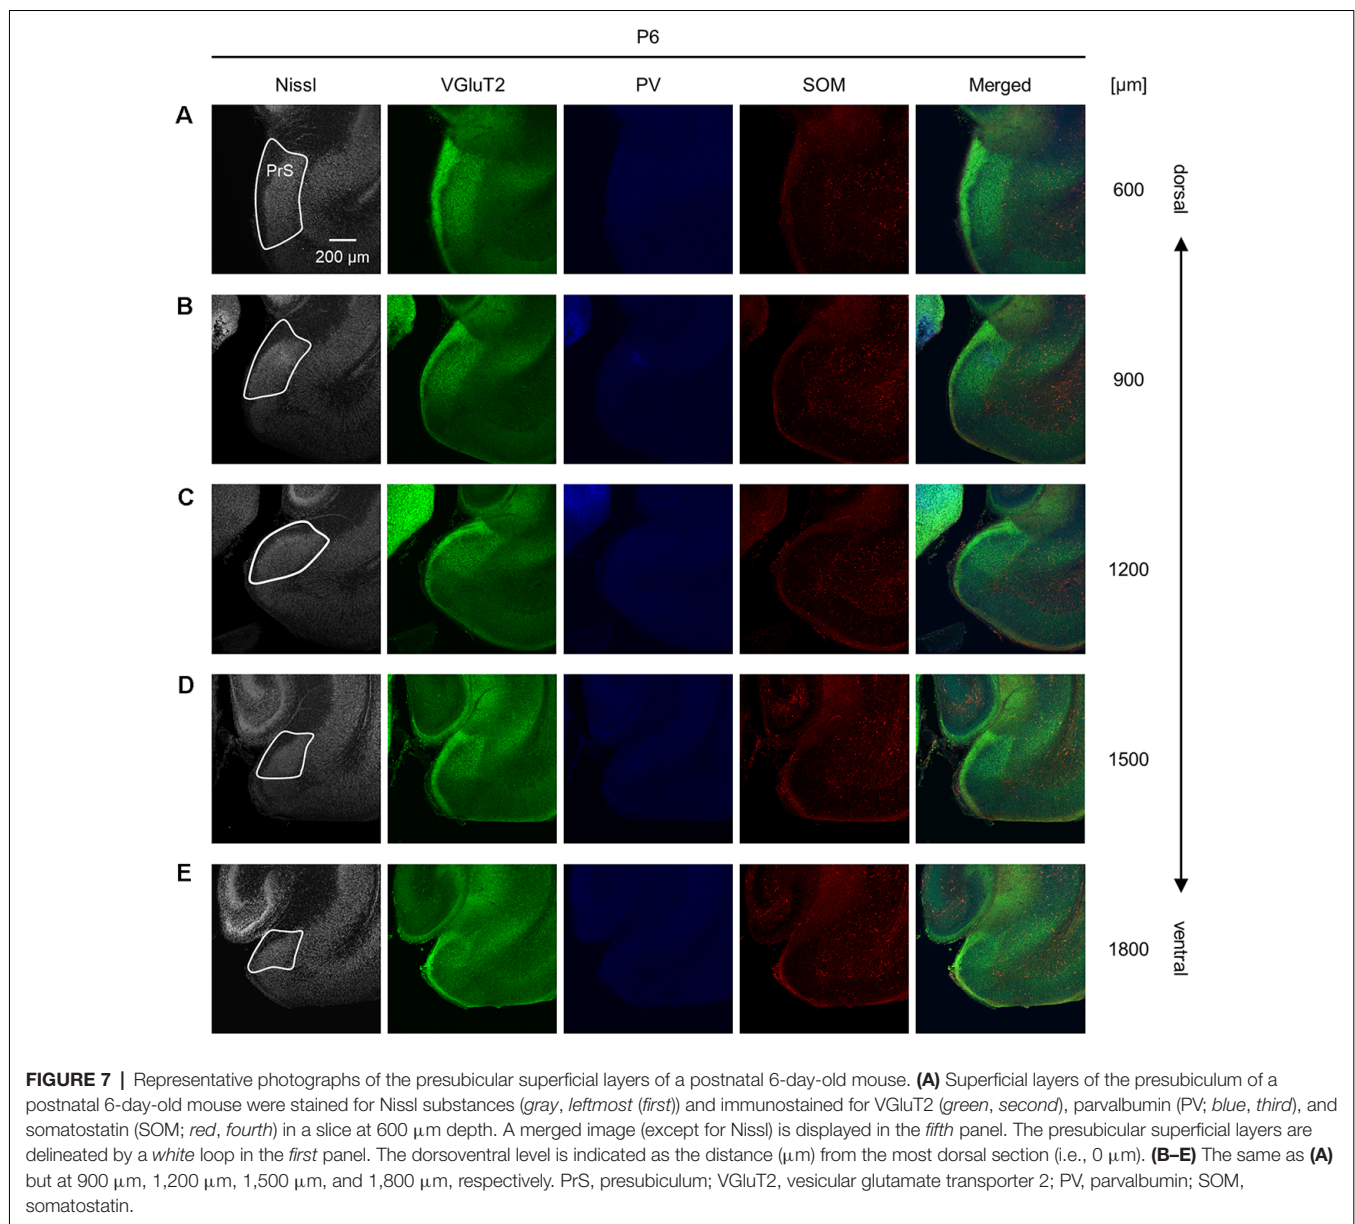 P6
Nissl VGluT2 PV SOM Merged [μm]
A
PrS
200 μm
600
dorsal
B
900
C
1200
D
1500
E
1800
ventral
FIGURE 7 | Representative photographs of the presubicular superficial layers of a postnatal 6-day-old mouse. (A) Superficial layers of the presubiculum of a
postnatal 6-day-old mouse were stained for Nissl substances (gray, leftmost (first)) and immunostained for VGluT2 (green, second), parvalbumin (PV; blue, third), and
somatostatin (SOM; red, fourth) in a slice at 600 μm depth. A merged image (except for Nissl) is displayed in the fifth panel. The presubicular superficial layers are
delineated by a white loop in the first panel. The dorsoventral level is indicated as the distance (μm) from the most dorsal section (i.e., 0 μm). (B–E) The same as (A)
but at 900 μm, 1,200 μm, 1,500 μm, and 1,800 μm, respectively. PrS, presubiculum; VGluT2, vesicular glutamate transporter 2; PV, parvalbumin; SOM,
somatostatin.